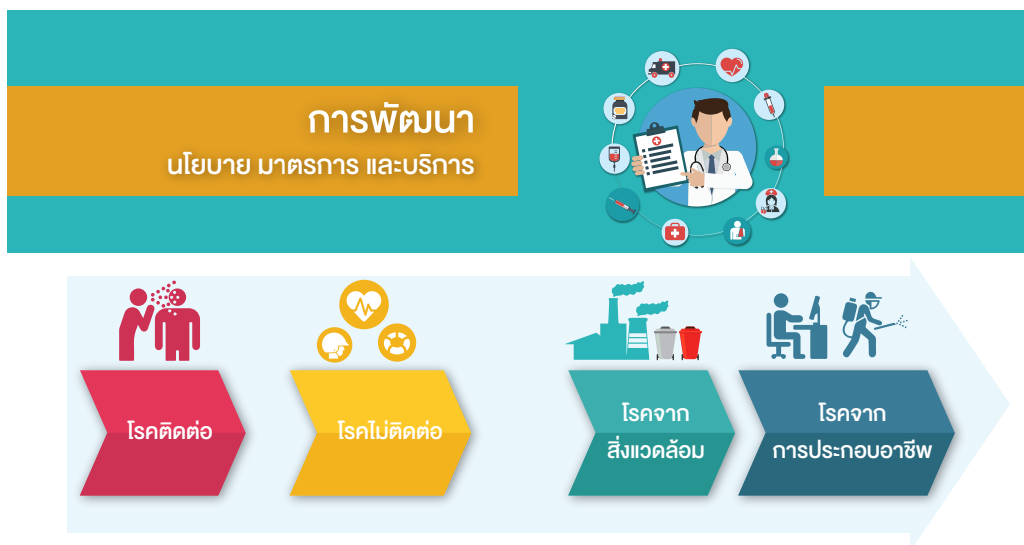 การพัฒนา
นโยบาย มาตรการ และบริการ
โรคติดต่อ
โรคไม่ติดต่อ
โรคจาก
สิ่งแวดล้อม
โรคจาก
การประกอบอาชีพ